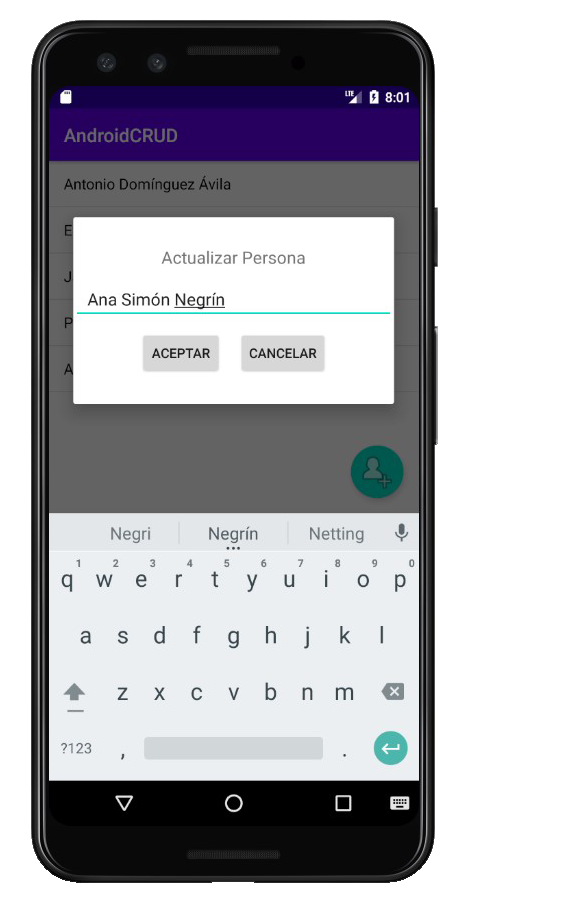 LTE 8:01
AndroidCRUD
Antonio Domínguez Ávila
E
Actualizar Persona
J
Ana Simón Negrín
P
ACEPTAR CANCELAR
A
Negri Negrín Netting
1 2 3 4 5 6 7 8 9 0
q w e r t y u i o p
a s d f g h j k l
z x c v b n m
?123 , .